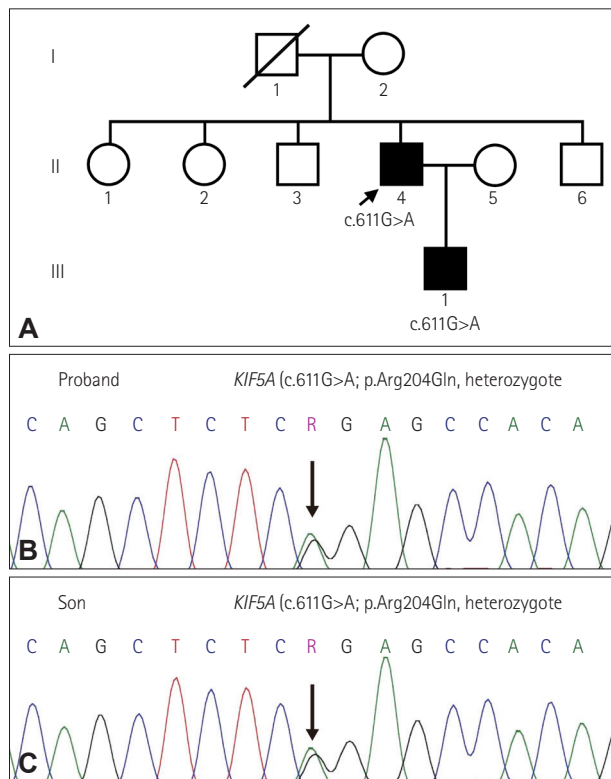 I
1
2
II
1
2
3
4
5
6
c.611G>A
III
1
c.611G>A
A
Proband KIF5A (c.611G>A; p.Arg204Gln, heterozygote
C A G C T C T C R G A G C C A C A
B
Son KIF5A (c.611G>A; p.Arg204Gln, heterozygote
C A G C T C T C R G A G C C A C A
C